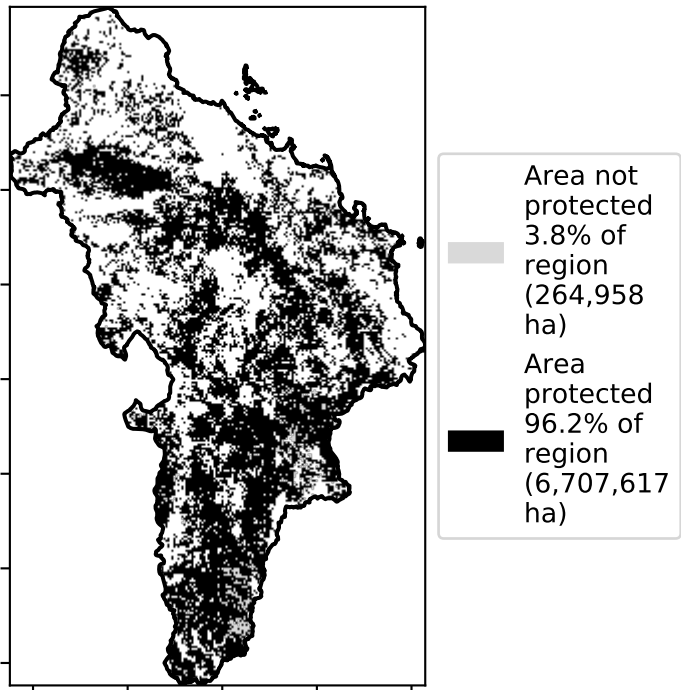 Area not
protected
3.8% of
region
(264,958
ha)
Area
protected
96.2% of
region
(6,707,617
ha)